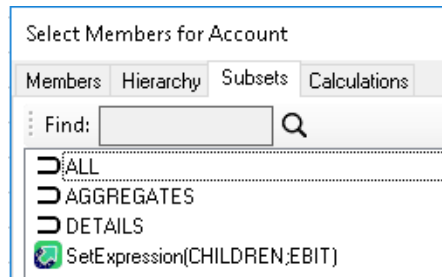 Select Members for Account
Members Hierarchy Subsets Calculations
Find:
ALL
AGGREGATES
DETAILS
SetExpression(CHILDREN;EBIT)